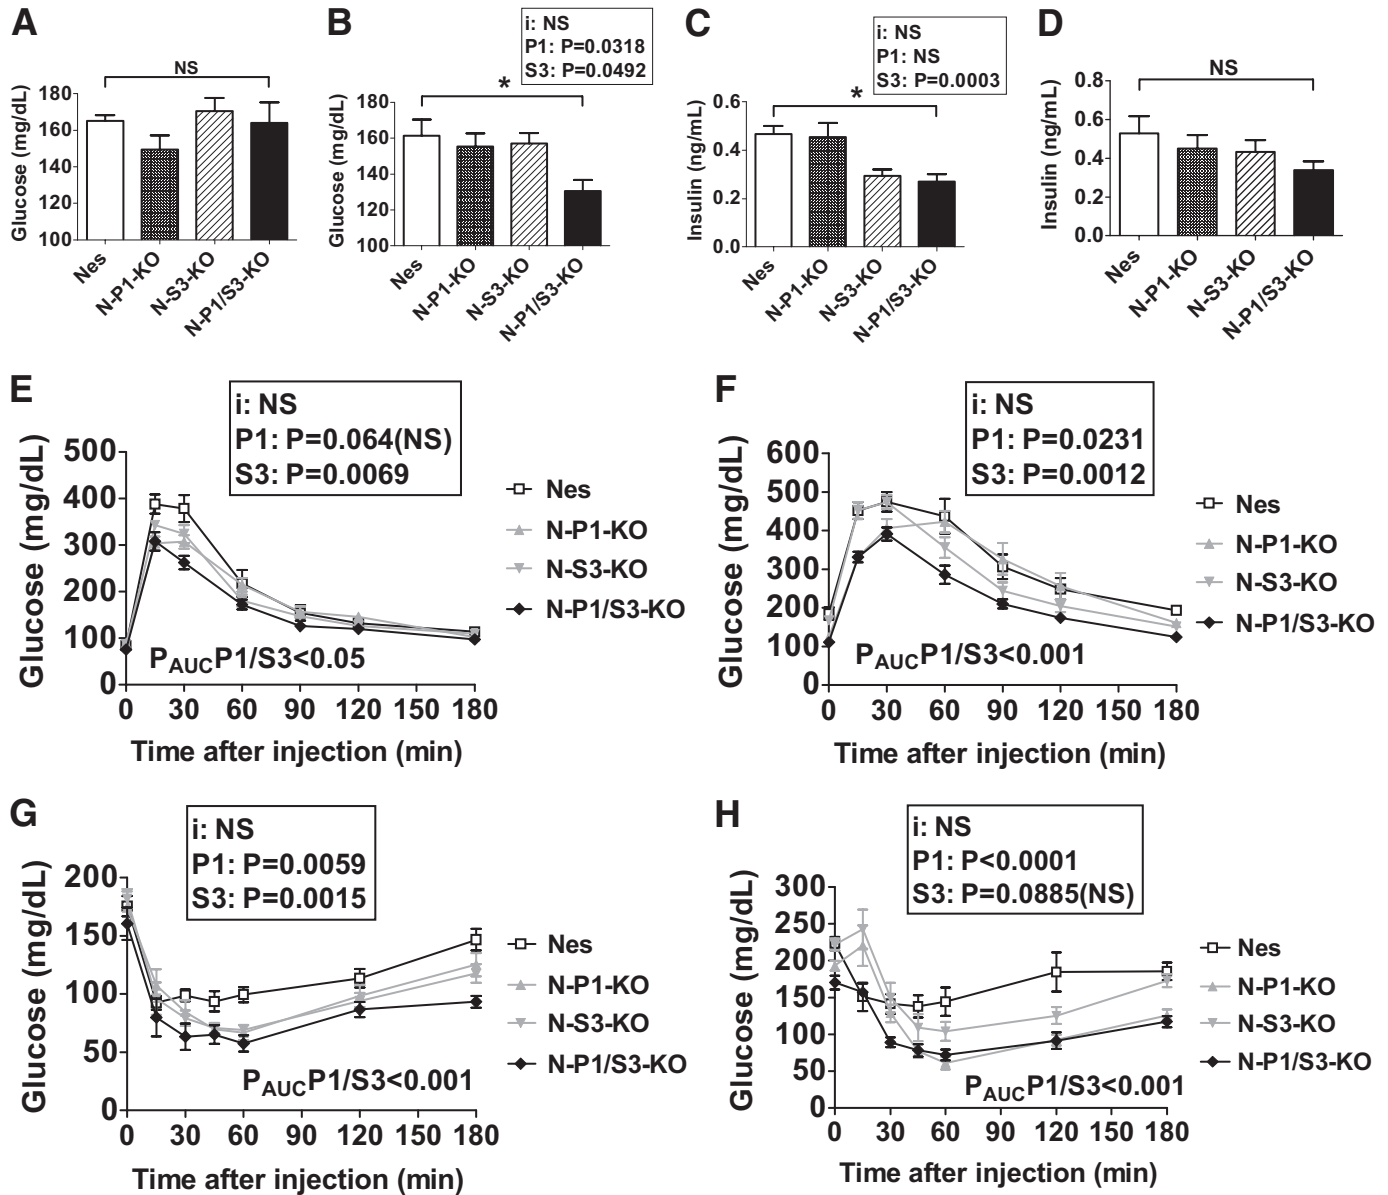 A
NS
Glucose (mg/dL)
180
160
140
120
100
Nes
N-P1-KO
N-S3-KO
N-P1/S3-KO
B
i: NS
P1: P=0.0318
S3: P=0.0492
*
Glucose (mg/dL)
180
160
140
120
100
Nes
N-P1-KO
N-S3-KO
N-P1/S3-KO
C
i: NS
P1: NS
S3: P=0.0003
*
Insulin (ng/mL)
0.6
0.4
0.2
0.0
Nes
N-P1-KO
N-S3-KO
N-P1/S3-KO
D
NS
Insulin (ng/mL)
0.8
0.6
0.4
0.2
0.0
Nes
N-P1-KO
N-S3-KO
N-P1/S3-KO
E
i: NS
P1: P=0.064(NS)
S3: P=0.0069
Glucose (mg/dL)
500
400
300
200
100
0
PAUCP1/S3<0.05
0 30 60 90 120 150 180
Time after injection (min)
Nes
N-P1-KO
N-S3-KO
N-P1/S3-KO
F
i: NS
P1: P=0.0231
S3: P=0.0012
Glucose (mg/dL)
600
500
400
300
200
100
0
PAUCP1/S3<0.001
0 30 60 90 120 150 180
Time after injection (min)
Nes
N-P1-KO
N-S3-KO
N-P1/S3-KO
G
i: NS
P1: P=0.0059
S3: P=0.0015
Glucose (mg/dL)
200
150
100
50
0
PAUCP1/S3<0.001
0 30 60 90 120 150 180
Time after injection (min)
Nes
N-P1-KO
N-S3-KO
N-P1/S3-KO
H
i: NS
P1: P<0.0001
S3: P=0.0885(NS)
Glucose (mg/dL)
300
250
200
150
100
50
0
PAUCP1/S3<0.001
0 30 60 90 120 150 180
Time after injection (min)
Nes
N-P1-KO
N-S3-KO
N-P1/S3-KO